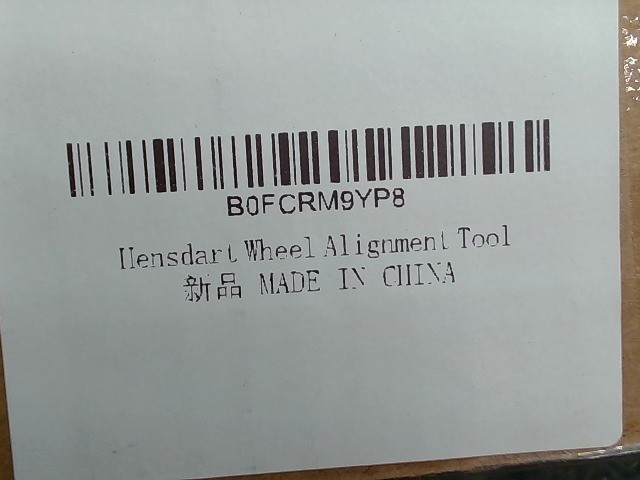 B0FCRM9YP8
Hensdart Wheel Alignment Tool
新品 MADE IN CHINA